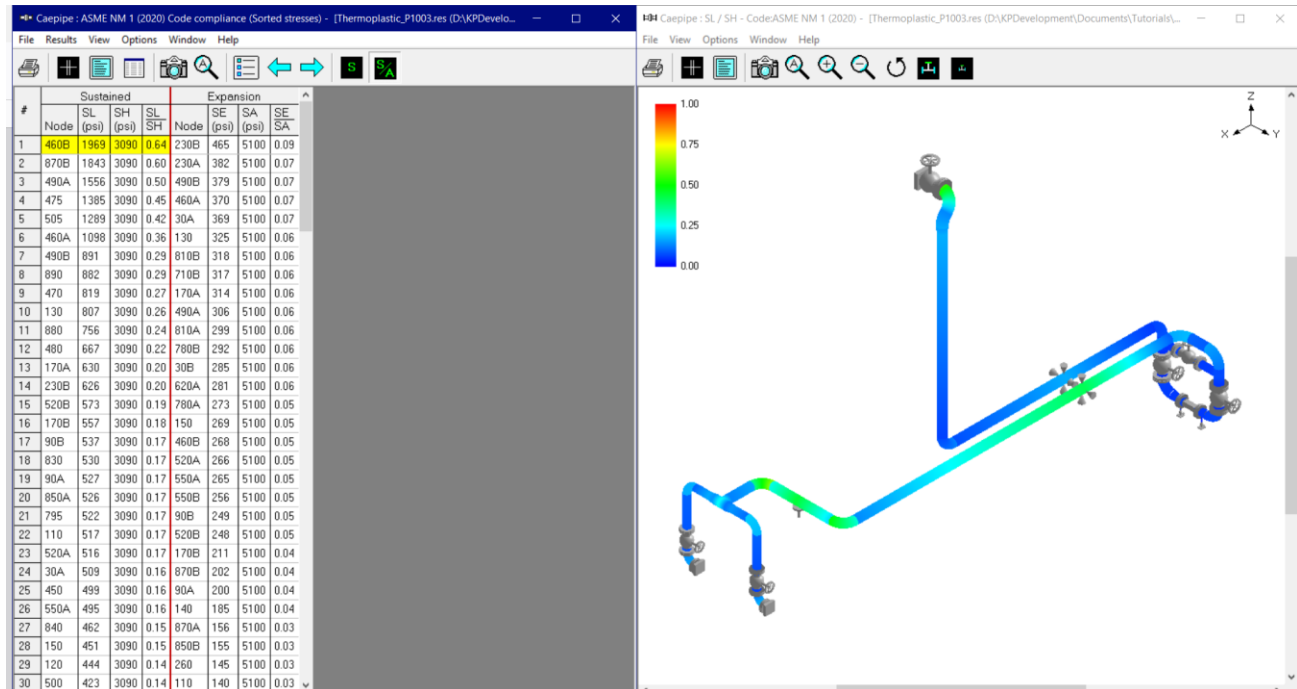 Caepipe : ASME NM 1 (2020) Code compliance (Sorted stresses) - [Thermoplastic_P1003.res (D:\KPDevelo...
File Results View Options Window Help
# Sustained Expansion
Node SL (psi) SH (psi) SL/SH Node SE (psi) SA (psi) SE/SA
1 460B 1969 3090 0.64 230B 465 5100 0.09
2 870B 1843 3090 0.60 230A 382 5100 0.07
3 490A 1556 3090 0.50 490B 379 5100 0.07
4 475 1385 3090 0.45 460A 370 5100 0.07
5 505 1289 3090 0.42 30A 369 5100 0.07
6 460A 1098 3090 0.36 130 325 5100 0.06
7 490B 891 3090 0.29 810B 318 5100 0.06
8 890 882 3090 0.29 710B 317 5100 0.06
9 470 819 3090 0.27 170A 314 5100 0.06
10 130 807 3090 0.26 490A 306 5100 0.06
11 880 756 3090 0.24 810A 299 5100 0.06
12 480 667 3090 0.22 780B 292 5100 0.06
13 170A 630 3090 0.20 30B 285 5100 0.06
14 230B 626 3090 0.20 620A 281 5100 0.06
15 520B 573 3090 0.19 780A 273 5100 0.05
16 170B 557 3090 0.18 150 269 5100 0.05
17 90B 537 3090 0.17 460B 268 5100 0.05
18 830 530 3090 0.17 520A 266 5100 0.05
19 90A 527 3090 0.17 550A 265 5100 0.05
20 850A 526 3090 0.17 550B 256 5100 0.05
21 795 522 3090 0.17 90B 249 5100 0.05
22 110 517 3090 0.17 520B 248 5100 0.05
23 520A 516 3090 0.17 170B 211 5100 0.04
24 30A 509 3090 0.16 870B 202 5100 0.04
25 450 499 3090 0.16 90A 200 5100 0.04
26 550A 495 3090 0.16 140 185 5100 0.04
27 840 462 3090 0.15 870A 156 5100 0.03
28 150 451 3090 0.15 850B 155 5100 0.03
29 120 444 3090 0.14 260 145 5100 0.03
30 500 423 3090 0.14 110 140 5100 0.03
Caepipe : SL / SH - Code:ASME NM 1 (2020) - [Thermoplastic_P1003.res (D:\KPDevelopment\Documents\Tutorials\...
File View Options Window Help
1.00
0.75
0.50
0.25
0.00
Z
X Y